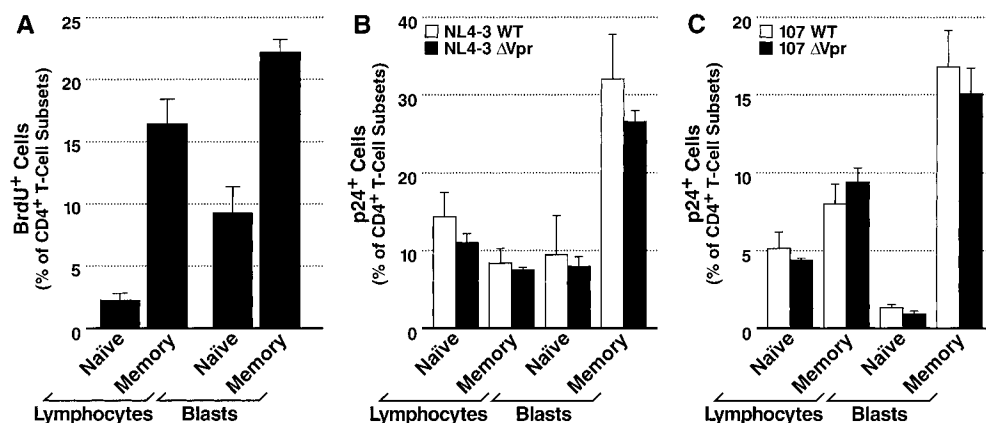 A
BrdU⁺ Cells
(% of CD4⁺ T-Cell Subsets)
25
20
15
10
5
0
Naïve
Memory
Naïve
Memory
Lymphocytes
Blasts
B
NL4-3 WT
NL4-3 ΔVpr
p24⁺ Cells
(% of CD4⁺ T-Cell Subsets)
40
30
20
10
0
Naïve
Memory
Naïve
Memory
Lymphocytes
Blasts
C
107 WT
107 ΔVpr
p24⁺ Cells
(% of CD4⁺ T-Cell Subsets)
20
15
10
5
0
Naïve
Memory
Naïve
Memory
Lymphocytes
Blasts